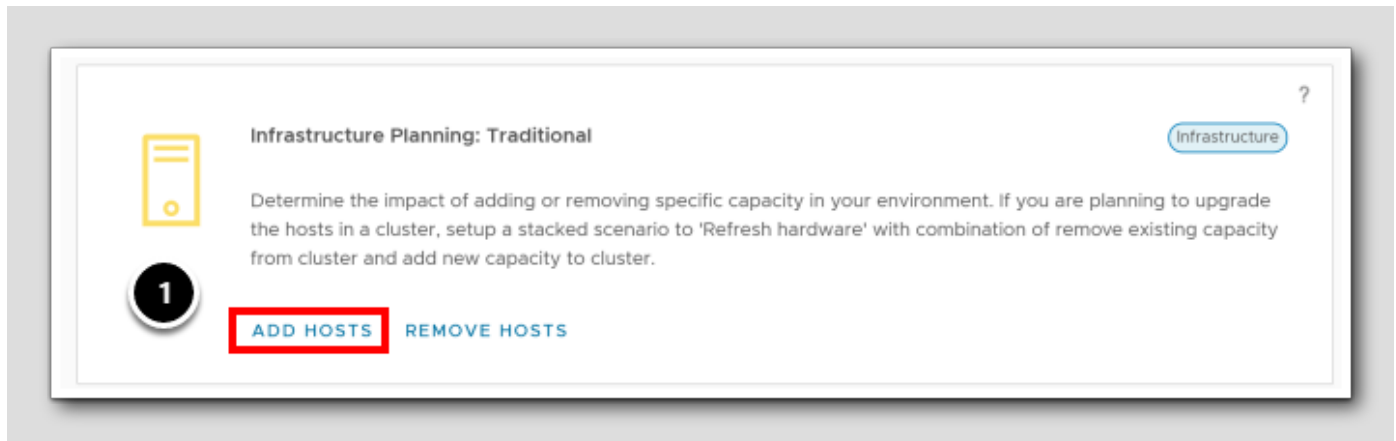 ?
Infrastructure Planning: Traditional
Infrastructure
Determine the impact of adding or removing specific capacity in your environment. If you are planning to upgrade
the hosts in a cluster, setup a stacked scenario to 'Refresh hardware' with combination of remove existing capacity
from cluster and add new capacity to cluster.
1
ADD HOSTS REMOVE HOSTS